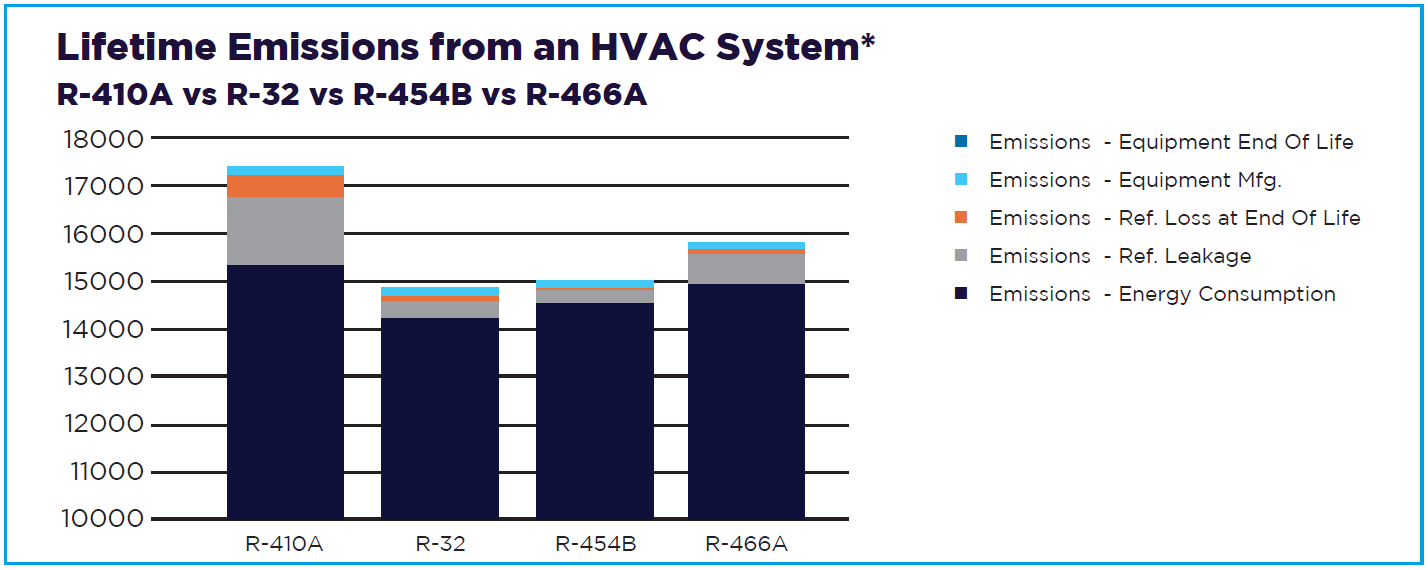 Lifetime Emissions from an HVAC System*
R-410A vs R-32 vs R-454B vs R-466A
18000
17000
16000
15000
14000
13000
12000
11000
10000
R-410A
R-32
R-454B
R-466A
Emissions - Equipment End Of Life
Emissions - Equipment Mfg.
Emissions - Ref. Loss at End Of Life
Emissions - Ref. Leakage
Emissions - Energy Consumption